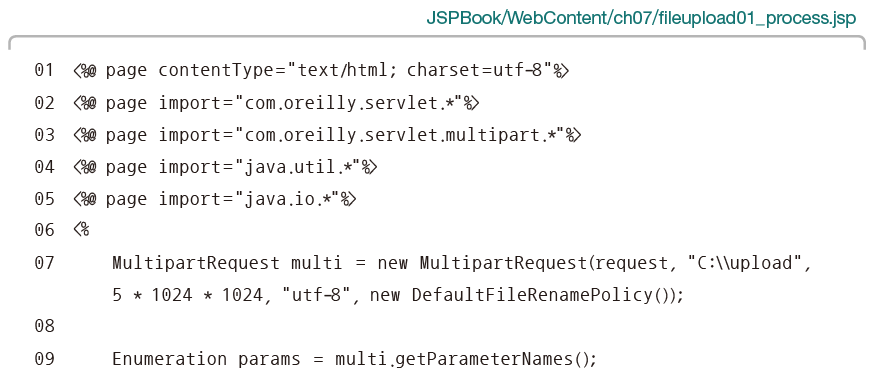 JSPBook/WebContent/ch07/fileupload01_process.jsp
01 <%@ page contentType="text/html; charset=utf-8"%>
02 <%@ page import="com.oreilly.servlet.*"%>
03 <%@ page import="com.oreilly.servlet.multipart.*"%>
04 <%@ page import="java.util.*"%>
05 <%@ page import="java.io.*"%>
06 <%
07 MultipartRequest multi = new MultipartRequest(request, "C:\\upload",
5 * 1024 * 1024, "utf-8", new DefaultFileRenamePolicy());
08
09 Enumeration params = multi.getParameterNames();